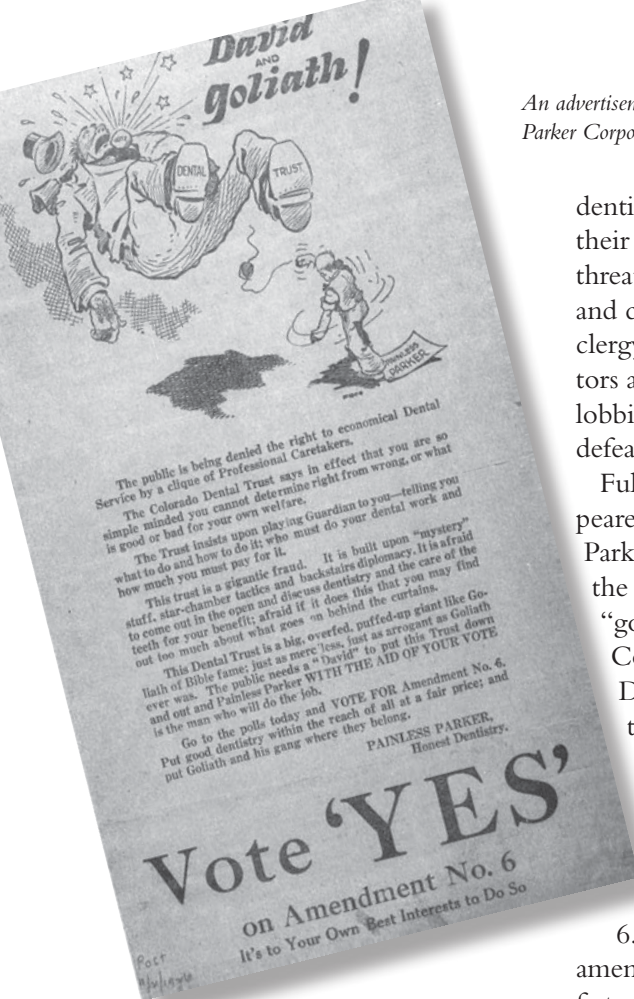 David
AND
Goliath!
DENTAL
TRUST
PAINLESS
PARKER
The public is being denied the right to economical Dental
Service by a clique of Professional Caretakers.
The Colorado Dental Trust says in effect that you are so
simple minded you cannot determine right from wrong, or what
is good or bad for your own welfare.
The Trust insists upon playing Guardian to you—telling you
what to do and how to do it; who must do your dental work and
how much you must pay for it.
This trust is a gigantic fraud. It is built upon "mystery"
stuff, star-chamber tactics and backstairs diplomacy. It is afraid
to come out in the open and discuss dentistry and the care of the
teeth for your benefit; afraid if it does this that you may find
out too much about what goes on behind the curtains.
This Dental Trust is a big, overfed, puffed-up giant like Go-
liath of Bible fame; just as merc'less, just as arrogant as Goliath
ever was. The public needs a "David" to put this Trust down
and out and Painless Parker WITH THE AID OF YOUR VOTE
is the man who will do the job.
Go to the polls today and VOTE FOR Amendment No. 6.
Put good dentistry within the reach of all at a fair price; and
put Goliath and his gang where they belong.
PAINLESS PARKER,
Honest Dentistry.
Vote 'YES'
on Amendment No. 6
It's to Your Own Best Interests to Do So
Post
An advertisen
Parker Corpo
denti
their
threa
and c
clergy
tors a
lobbi
defea
Ful
peare
Park
the
"go
Co
D
t
6.
amen